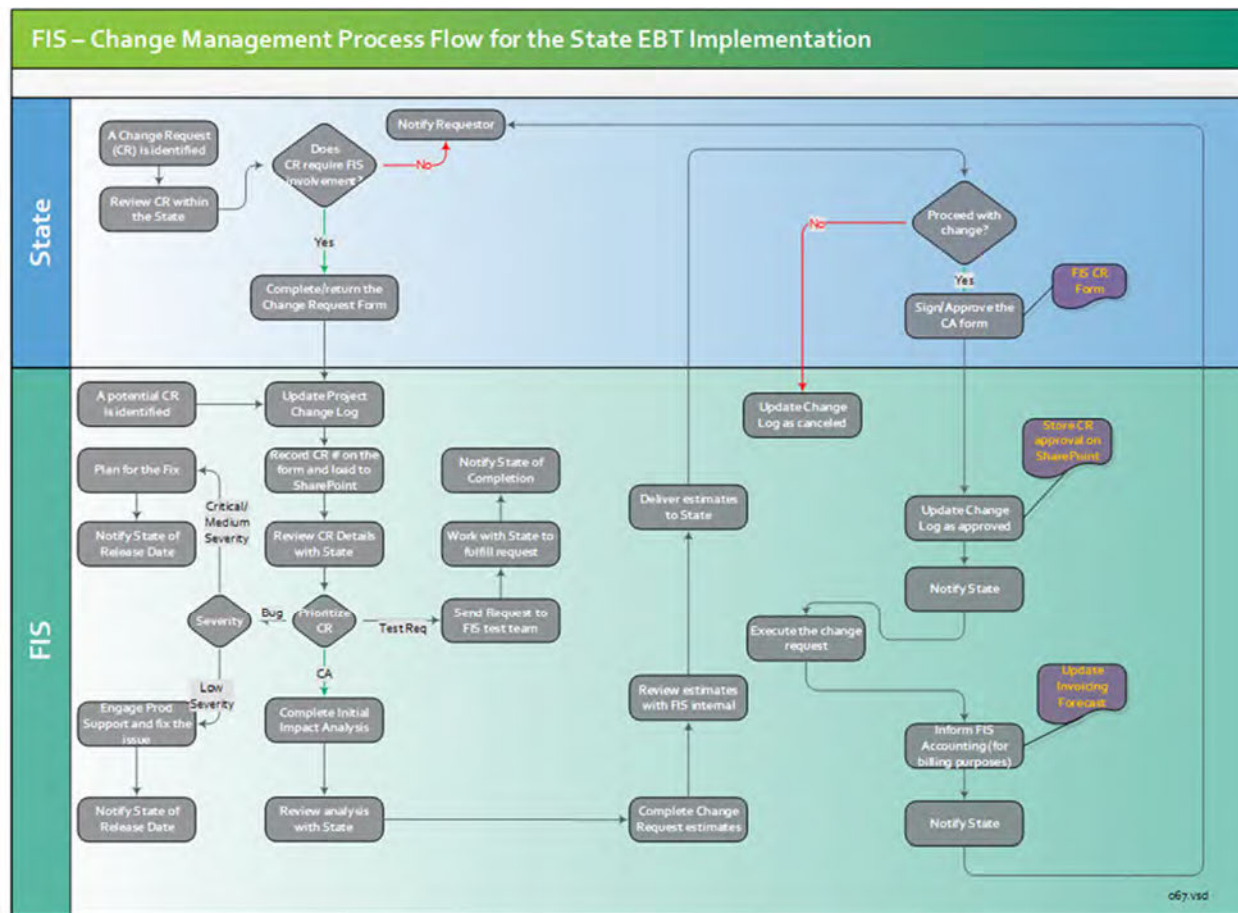 FIS – Change Management Process Flow for the State EBT Implementation
State
A Change Request
(CR) is identified
Review CR within
the State
Does
CR require FIS
involvement?
No
Notify Requestor
Yes
Complete/return the
Change Request Form
Proceed with
change?
No
Yes
Sign/Approve the
CA form
FIS CR
Form
FIS
A potential CR
is identified
Update Project
Change Log
Record CR # on the
form and load to
SharePoint
Review CR Details
with State
Prioritize
CR
Bug
Severity
Critical/
Medium
Severity
Plan for the Fix
Notify State of
Release Date
Low
Severity
Engage Prod
Support and fix the
issue
Notify State of
Release Date
Test Req
Send Request to
FIS test team
Work with State to
fulfill request
Notify State of
Completion
CA
Complete Initial
Impact Analysis
Review analysis
with State
Complete Change
Request estimates
Review estimates
with FIS internal
Deliver estimates
to State
Update Change
Log as canceled
Store CR
approval on
SharePoint
Update Change
Log as approved
Notify State
Execute the change
request
Update
Invoicing
Forecast
Inform FIS
Accounting (for
billing purposes)
Notify State
067.vsd